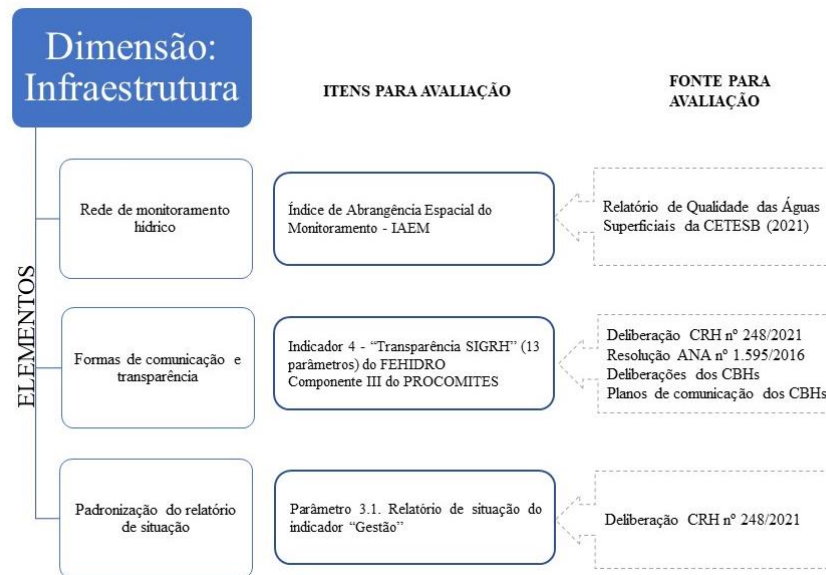 Dimensão:
Infraestrutura
ITENS PARA AVALIAÇÃO
FONTE PARA
AVALIAÇÃO
ELEMENTOS
Rede de monitoramento
hídrico
Índice de Abrangência Espacial do
Monitoramento - IAEM
Relatório de Qualidade das Águas
Superficiais da CETESB (2021)
Formas de comunicação e
transparência
Indicador 4 - “Transparência SIGRH” (13
parâmetros) do FEHIDRO
Componente III do PROCOMITES
Deliberação CRH nº 248/2021
Resolução ANA nº 1.595/2016
Deliberações dos CBHs
Planos de comunicação dos CBHs
Padronização do relatório
de situação
Parâmetro 3.1. Relatório de situação do
indicador “Gestão”
Deliberação CRH nº 248/2021